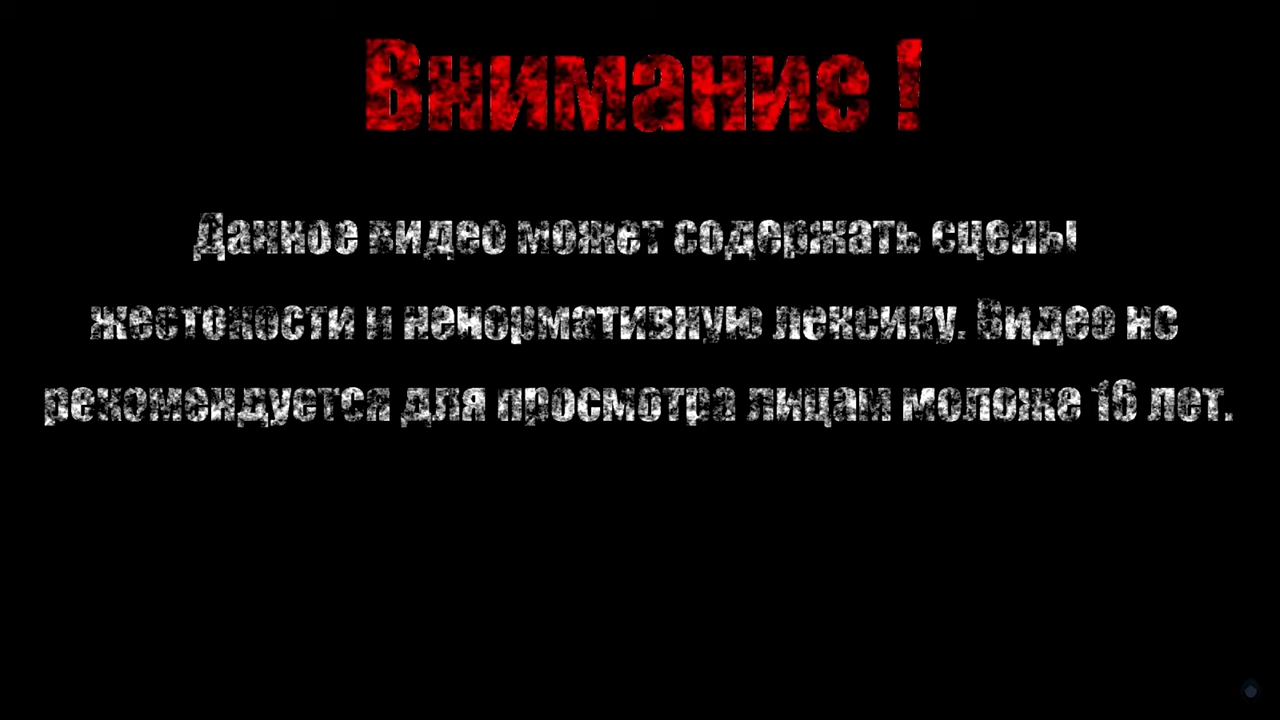 Внимание !
Данное видео может содержать сцены
жестокости и ненормативную лексику. Видео не
рекомендуется для просмотра лицам моложе 16 лет.